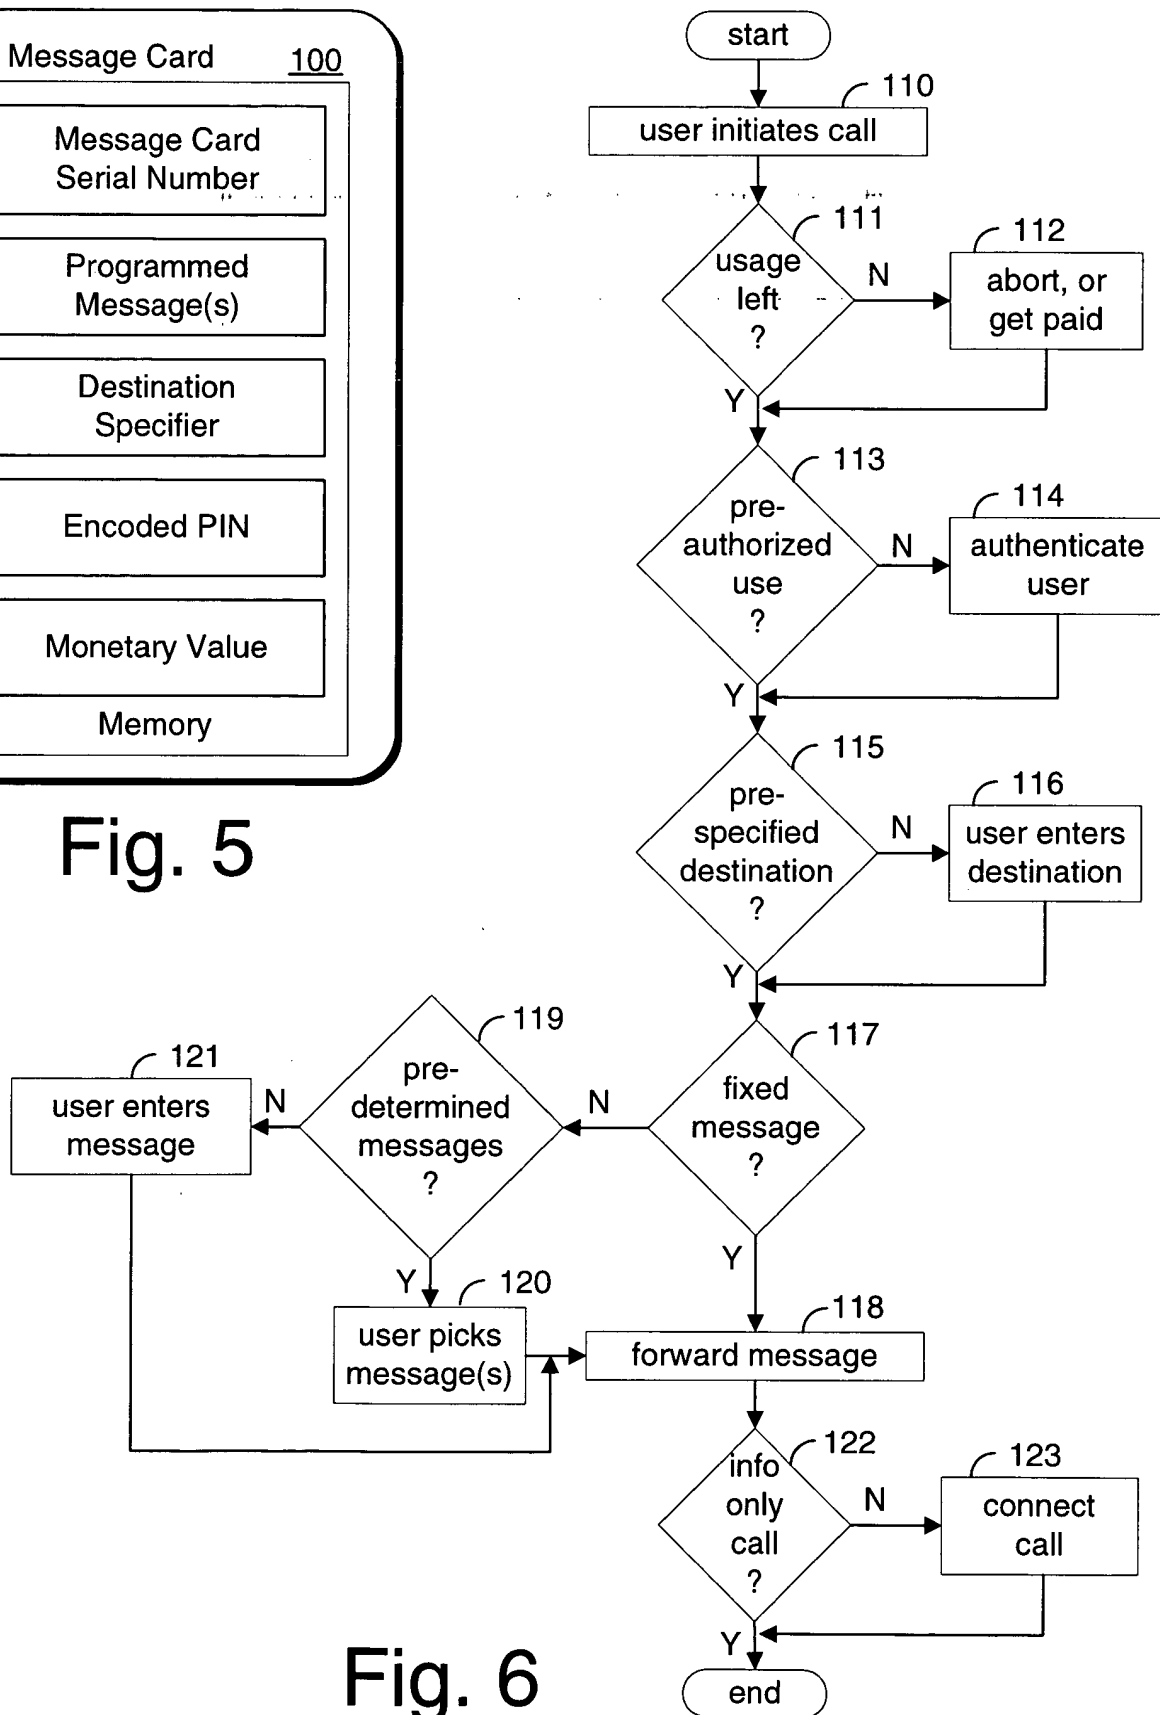 Message Card 100
Message Card
Serial Number
Programmed
Message(s)
Destination
Specifier
Encoded PIN
Monetary Value
Memory
Fig. 5
start
110
user initiates call
111
usage
left
?
N
112
abort, or
get paid
Y
113
pre-
authorized
use
?
N
114
authenticate
user
Y
115
pre-
specified
destination
?
N
116
user enters
destination
Y
117
fixed
message
?
N
119
pre-
determined
messages
?
N
121
user enters
message
Y
120
user picks
message(s)
Y
118
forward message
122
info
only
call
?
N
123
connect
call
Y
end
Fig. 6